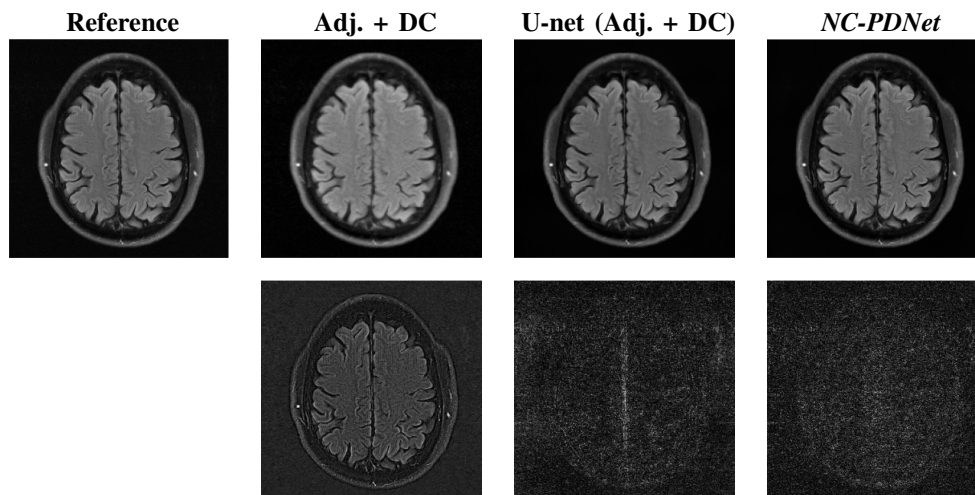 Reference Adj. + DC U-net (Adj. + DC) NC-PDNet